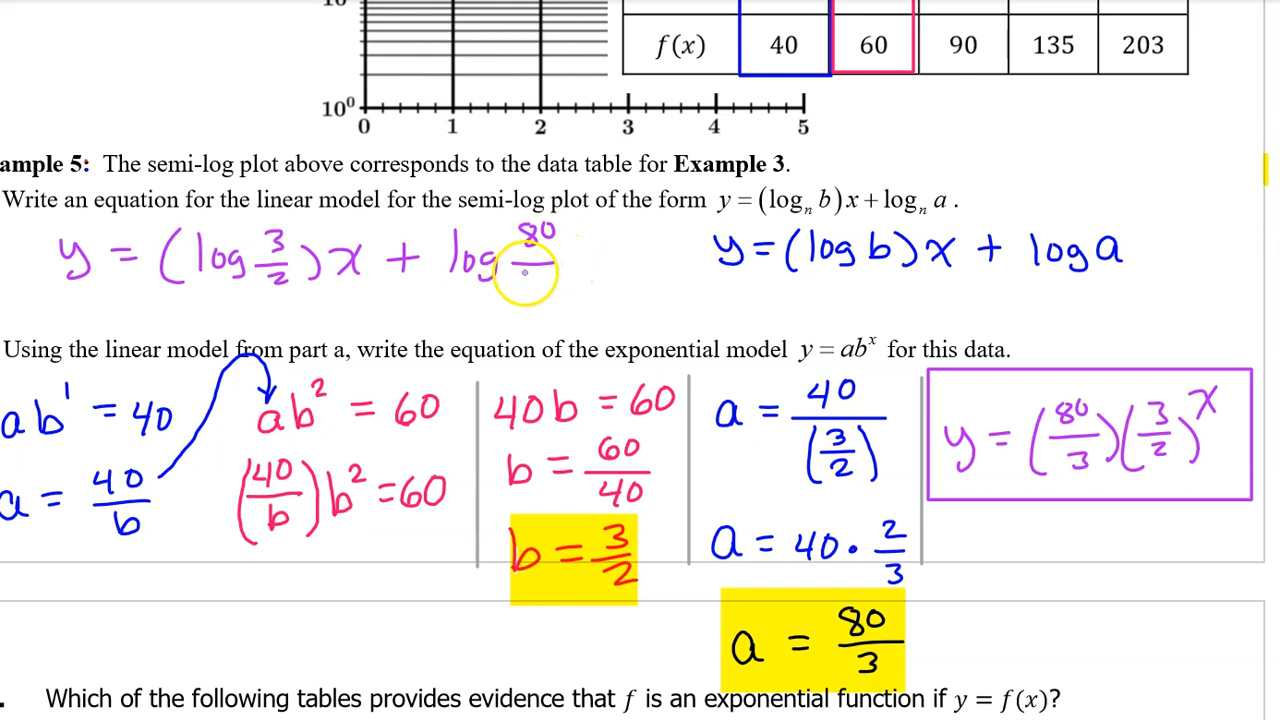 10
f(x) 40 60 90 135 203
10⁰
0 1 2 3 4 5
ample 5: The semi-log plot above corresponds to the data table for Example 3.
Write an equation for the linear model for the semi-log plot of the form y = (logₙ b)x + logₙ a .
y = (log 3/2)x + log 80/
y = (log b)x + log a
Using the linear model from part a, write the equation of the exponential model y = abˣ for this data.
ab¹ = 40
a = 40/b
ab² = 60
(40/b)b² = 60
40b = 60
b = 60/40
b = 3/2
a = 40/(3/2)
a = 40 · 2/3
a = 80/3
y = (80/3)(3/2)ˣ
. Which of the following tables provides evidence that f is an exponential function if y = f(x)?